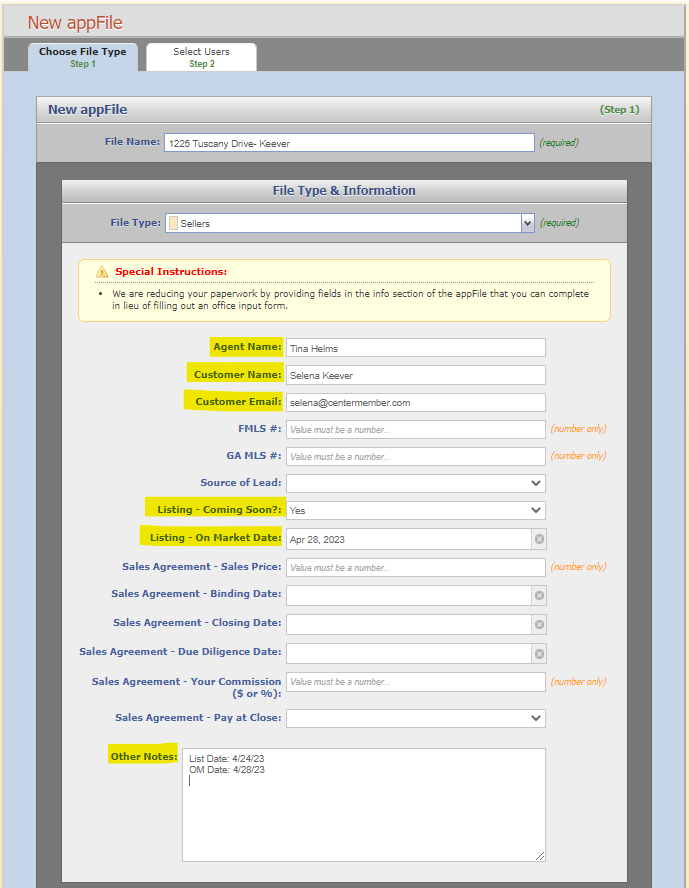 New appFile
Choose File Type
Step 1
Select Users
Step 2
New appFile
(Step 1)
File Name: 1225 Tuscany Drive- Keever (required)
File Type & Information
File Type: Sellers (required)
Special Instructions:
• We are reducing your paperwork by providing fields in the info section of the appFile that you can complete
in lieu of filling out an office input form.
Agent Name: Tina Helms
Customer Name: Selena Keever
Customer Email: selena@centermember.com
FMLS #: Value must be a number... (number only)
GA MLS #: Value must be a number... (number only)
Source of Lead:
Listing - Coming Soon?: Yes
Listing - On Market Date: Apr 28, 2023
Sales Agreement - Sales Price: Value must be a number... (number only)
Sales Agreement - Binding Date:
Sales Agreement - Closing Date:
Sales Agreement - Due Diligence Date:
Sales Agreement - Your Commission Value must be a number... (number only)
($ or %):
Sales Agreement - Pay at Close:
Other Notes: List Date: 4/24/23
OM Date: 4/28/23